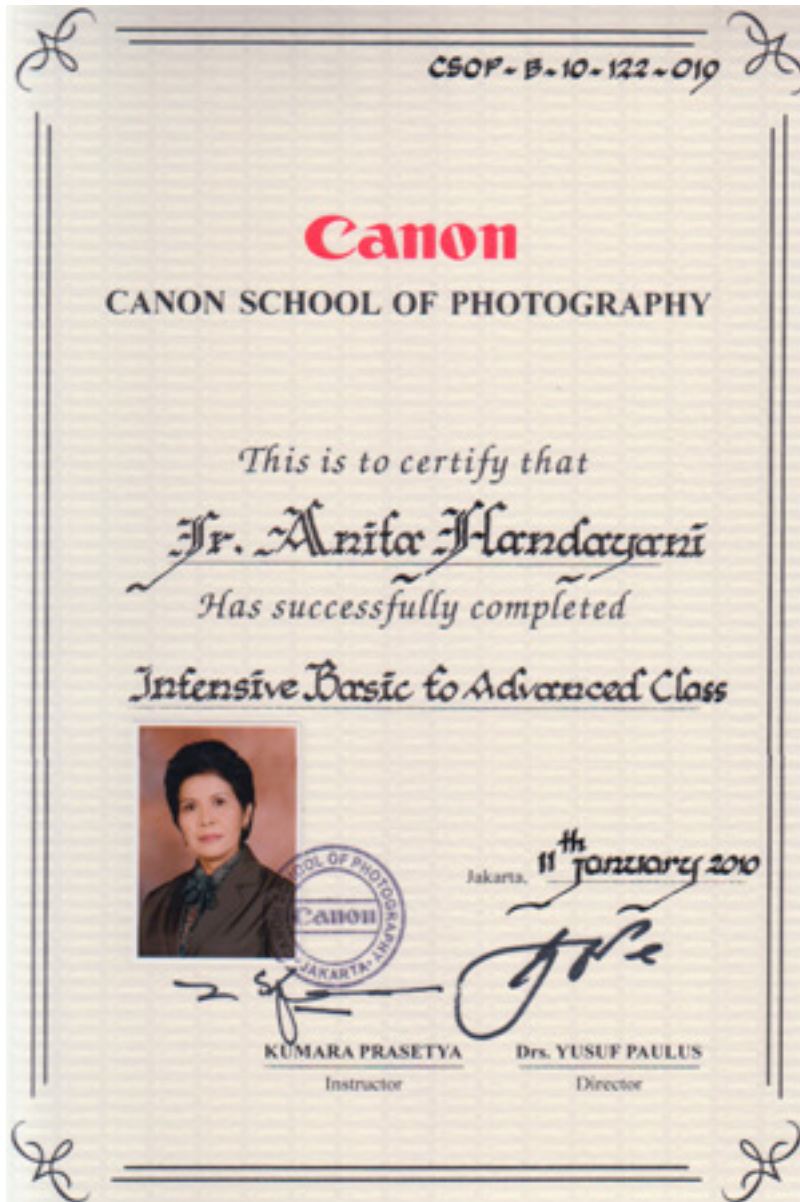 CSOP-B-10-122-019
Canon
CANON SCHOOL OF PHOTOGRAPHY
This is to certify that
Ir. Anita Handayani
Has successfully completed
Intensive Basic to Advanced Class
SCHOOL OF PHOTOGRAPHY
Canon
JAKARTA
Jakarta, 11th January 2010
KUMARA PRASETYA
Instructor
Drs. YUSUF PAULUS
Director